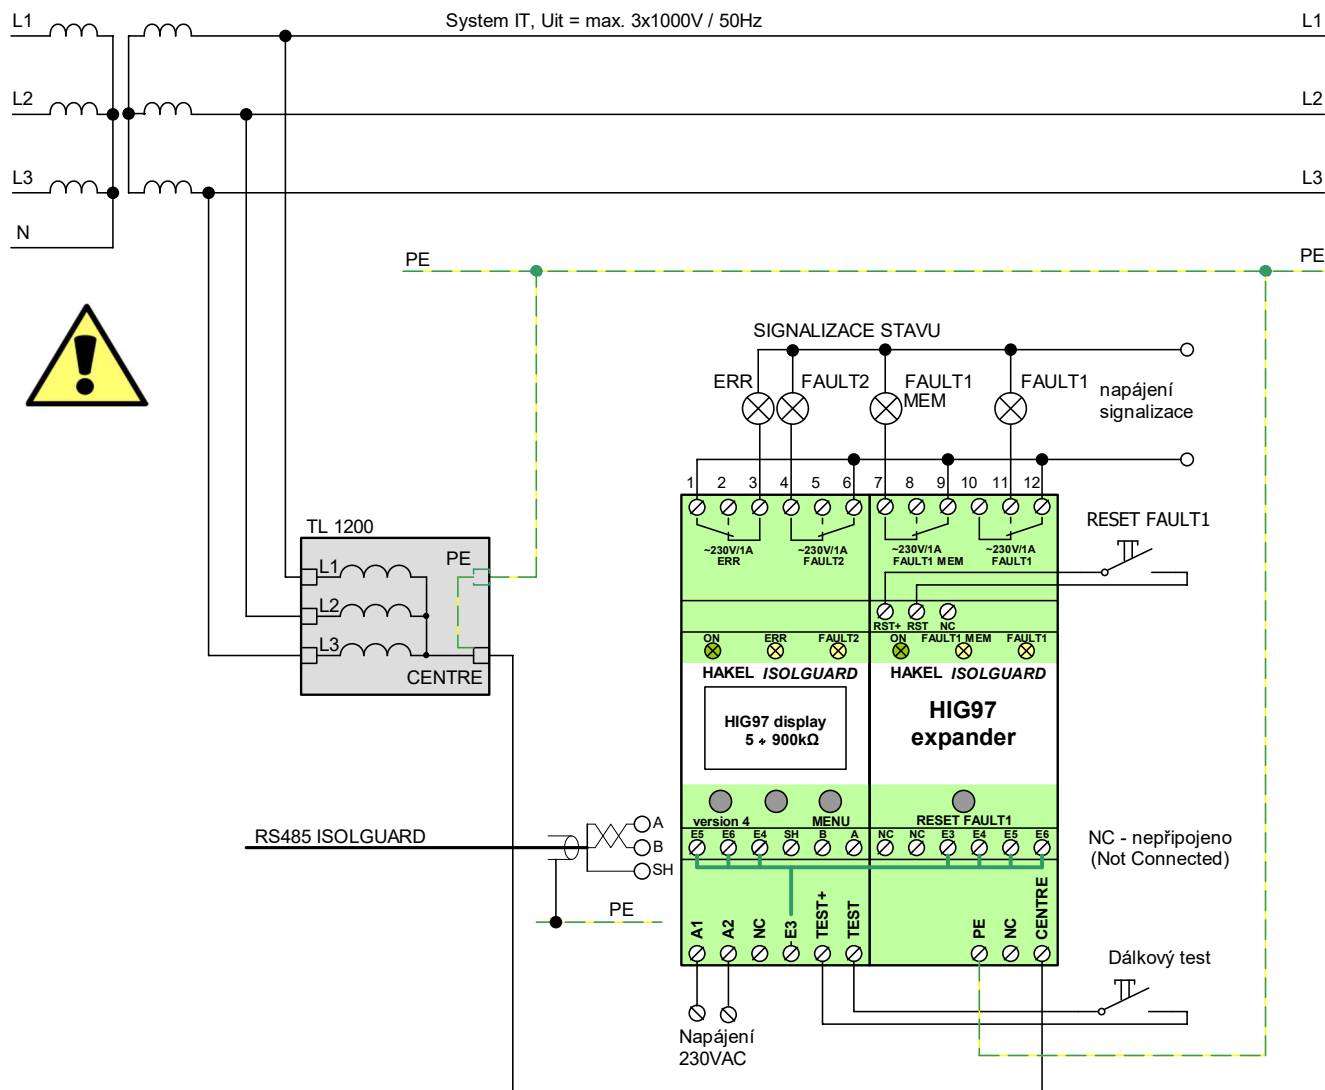 L1
System IT, Uit = max. 3x1000V / 50Hz
L1
L2
L2
L3
L3
N
PE
PE
SIGNALIZACE STAVU
ERR
FAULT2
FAULT1
MEM
FAULT1
napájení
signalizace
1 2 3 4 5 6 7 8 9 10 11 12
~230V/1A
ERR
~230V/1A
FAULT2
~230V/1A
FAULT1 MEM
~230V/1A
FAULT1
RESET FAULT1
TL 1200
PE
L1
L2
L3
CENTRE
RST+ RST NC
ON ERR FAULT2
ON FAULT1 MEM FAULT1
HAKEL ISOLGUARD
HAKEL ISOLGUARD
HIG97 display
5 ÷ 900kΩ
HIG97
expander
version 4 MENU
RESET FAULT1
E5 E6 E4 SH B A
NC NC E3 E4 E5 E6
RS485 ISOLGUARD
A
B
SH
PE
NC - nepřipojeno
(Not Connected)
A1
A2
NC
E3
TEST+
TEST
PE
NC
CENTRE
Dálkový test
Napájení
230VAC